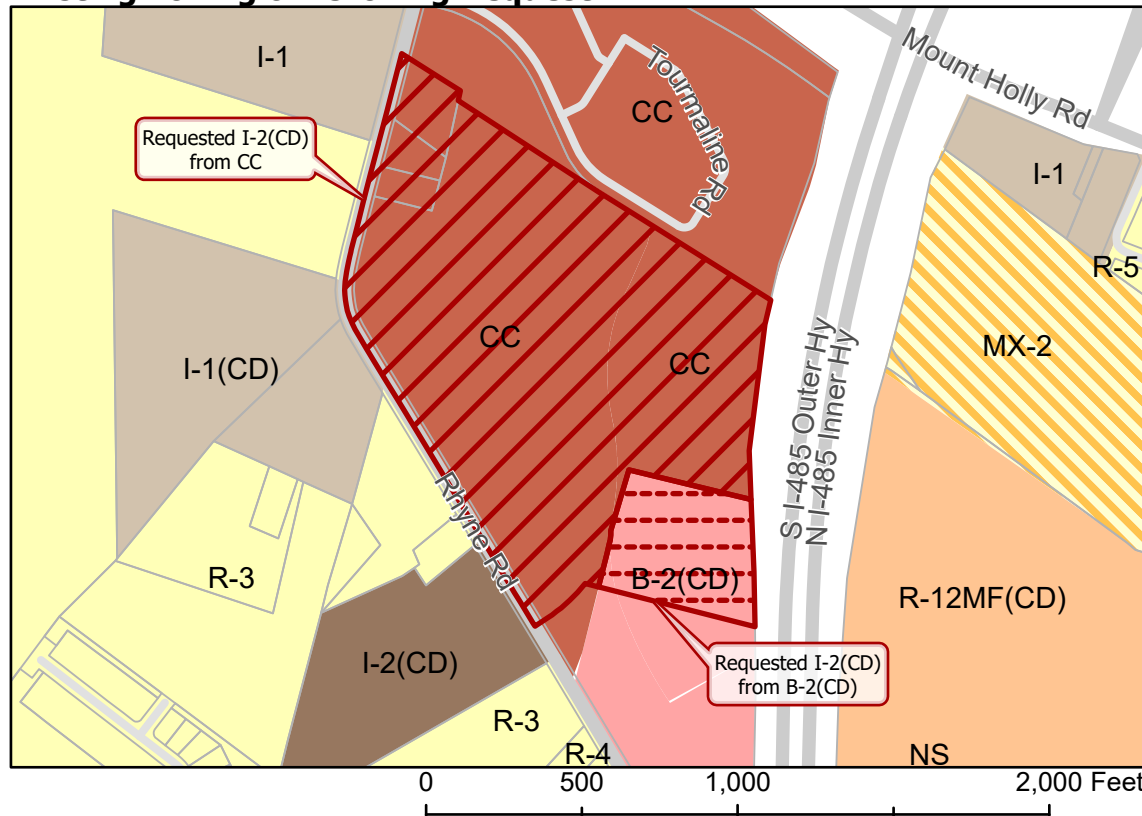 I-1
Mount Holly Rd
Tourmaline
Rd
CC
Requested I-2(CD)
from CC
I-1
R-5
CC
CC
MX-2
I-1(CD)
S I-485 Outer Hy
N I-485 Inner Hy
Rhyne Rd
R-3
B-2(CD)
R-12MF(CD)
I-2(CD)
Requested I-2(CD)
from B-2(CD)
R-3
R-4
NS
0 500 1,000 2,000 Feet